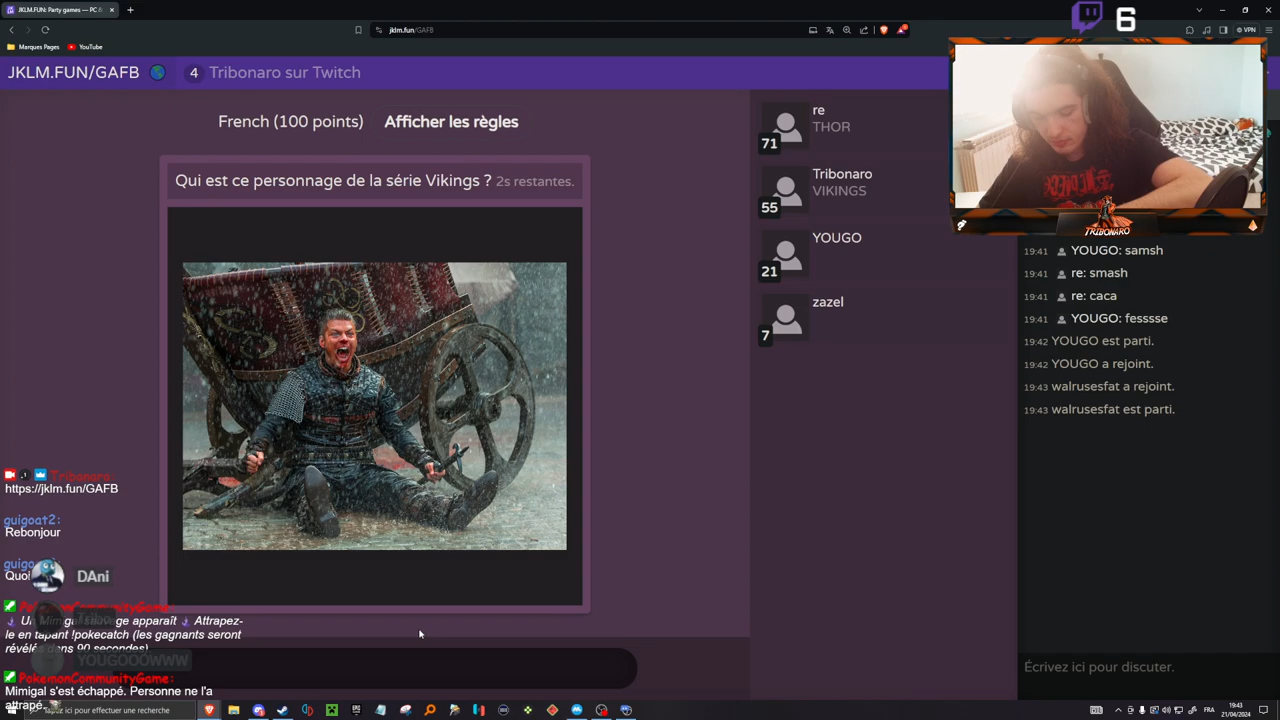 JKLM.FUN: Party games — PC
jklm.fun/GAFB
VPN
Marques Pages
YouTube
6
JKLM.FUN/GAFB
4 Tribonaro sur Twitch
French (100 points) Afficher les règles
Qui est ce personnage de la série Vikings ? 2s restantes.
re
THOR
71
Tribonaro
VIKINGS
55
YOUGO
21
zazel
7
TRIBONARO
19:41 YOUGO: samsh
19:41 re: smash
19:41 re: caca
19:41 YOUGO: fesssse
19:42 YOUGO est parti.
19:42 YOUGO a rejoint.
19:43 walrusesfat a rejoint.
19:43 walrusesfat est parti.
Écrivez ici pour discuter.
Tribonaro:
https://jklm.fun/GAFB
guigoat2:
Rebonjour
DAni
PokemonCommunityGame:
apparaît Attrapez-
le en tapant !pokecatch (les gagnants seront
révélés dans 90 secondes)
YOUGOOOWWW
PokemonCommunityGame:
Mimigal s'est échappé. Personne ne l'a
attrapé
Tapez ici pour effectuer une recherche
FRA
19:43
21/04/2024